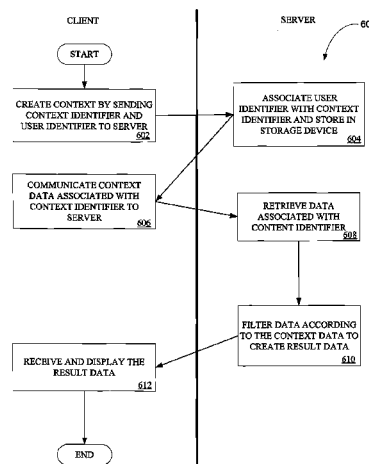 CLIENT
SERVER
60
START
CREATE CONTEXT BY SENDING
CONTEXT IDENTIFIER AND
USER IDENTIFIER TO SERVER
602
ASSOCIATE USER
IDENTIFIER WITH CONTEXT
IDENTIFIER AND STORE IN
STORAGE DEVICE
604
COMMUNICATE CONTEXT
DATA ASSOCIATED WITH
CONTEXT IDENTIFIER TO
SERVER
606
RETRIEVE DATA
ASSOCIATED WITH
CONTENT IDENTIFIER
608
FILTER DATA ACCORDING
TO THE CONTEXT DATA TO
CREATE RESULT DATA
610
RECEIVE AND DISPLAY THE
RESULT DATA
612
END